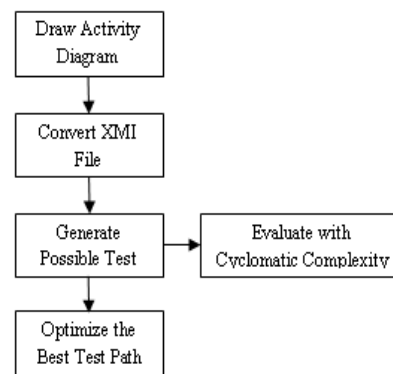 Draw Activity
Diagram
Convert XMI
File
Generate
Possible Test
Evaluate with
Cyclomatic Complexity
Optimize the
Best Test Path